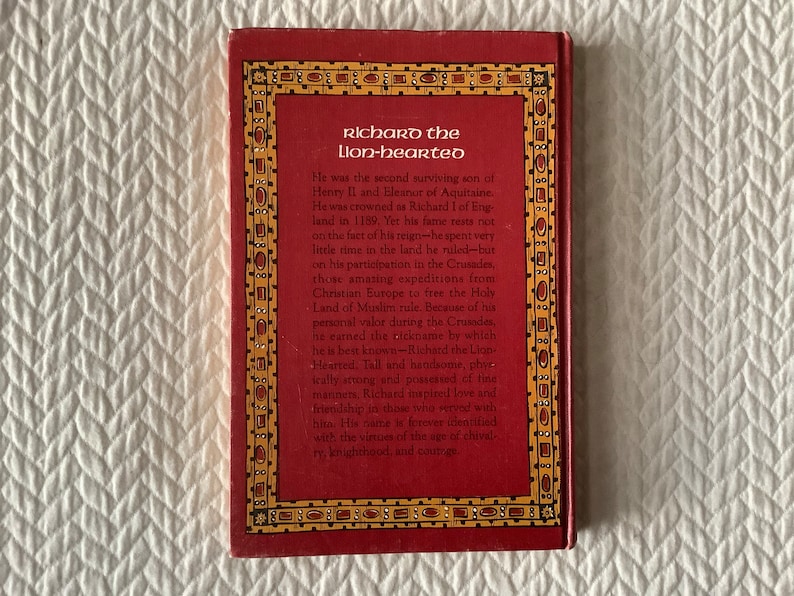 Richard the
Lion-hearted
He was the second surviving son of
Henry II and Eleanor of Aquitaine.
He was crowned as Richard I of Eng-
land in 1189. Yet his fame rests not
on the fact of his reign—he spent very
little time in the land he ruled—but
on his participation in the Crusades,
those amazing expeditions from
Christian Europe to free the Holy
Land of Muslim rule. Because of his
personal valor during the Crusades,
he earned the nickname by which
he is best known—Richard the Lion-
Hearted. Tall and handsome, phys-
ically strong and possessed of fine
manners, Richard inspired love and
friendship in those who served with
him. His name is forever identified
with the virtues of the age of chival-
ry, knighthood, and courage.